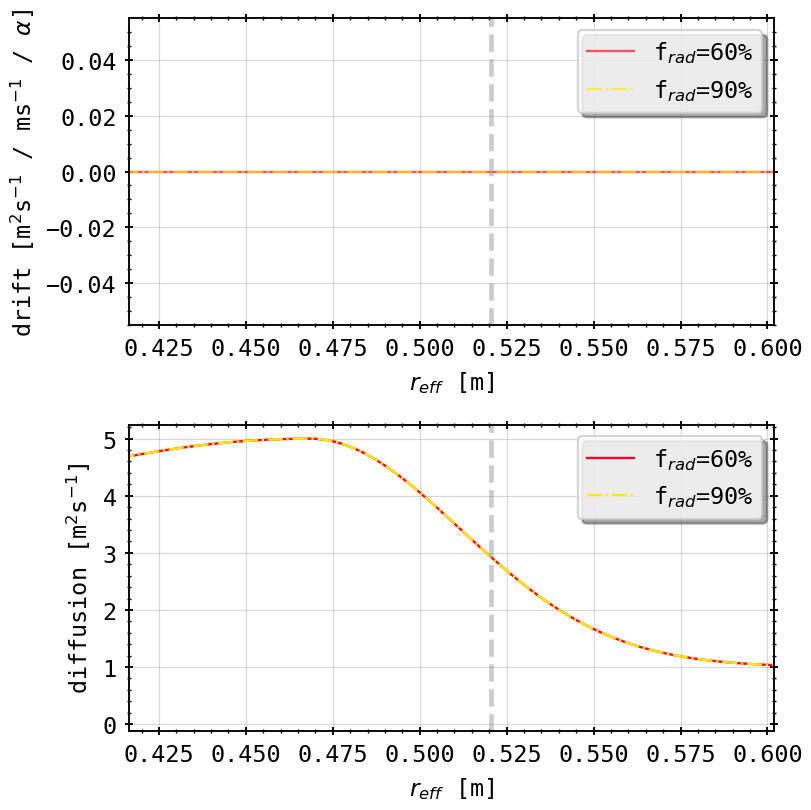 drift [m²s⁻¹ / ms⁻¹ / α]
0.04
0.02
0.00
−0.02
−0.04
f_rad=60%
f_rad=90%
0.425 0.450 0.475 0.500 0.525 0.550 0.575 0.600
r_eff [m]
diffusion [m²s⁻¹]
5
4
3
2
1
0
f_rad=60%
f_rad=90%
0.425 0.450 0.475 0.500 0.525 0.550 0.575 0.600
r_eff [m]